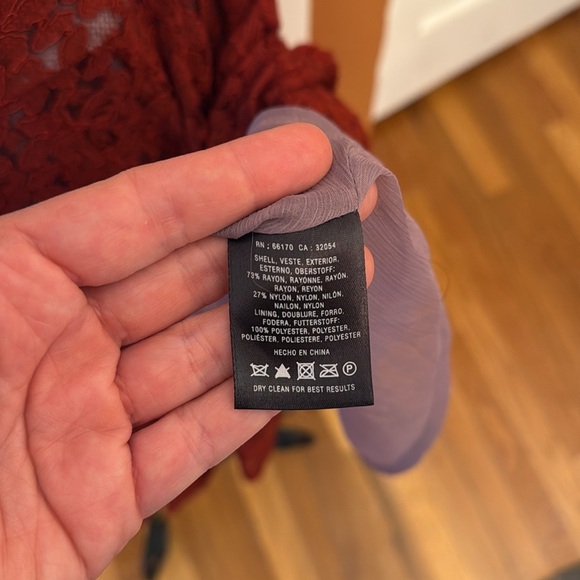 RN : 66170 CA : 32054
SHELL, VESTE, EXTERIOR,
ESTERNO, OBERSTOFF:
73% RAYON, RAYONNE, RAYÓN,
RAYON, REYON
27% NYLON, NYLON, NILÓN,
NAILON, NYLON
LINING, DOUBLURE, FORRO,
FODERA, FUTTERSTOFF:
100% POLYESTER, POLYESTER,
POLIÉSTER, POLIESTERE, POLYESTER
HECHO EN CHINA
P
DRY CLEAN FOR BEST RESULTS